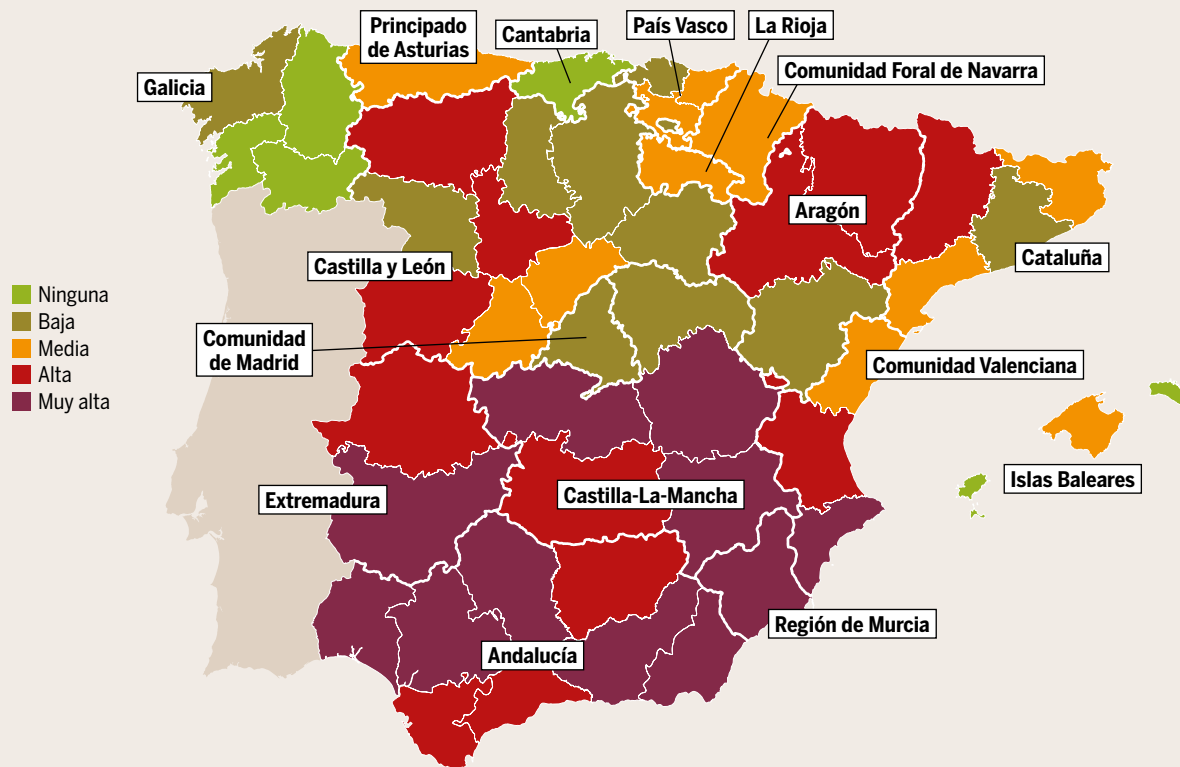 Principado
de Asturias
Cantabria
País Vasco
La Rioja
Comunidad Foral de Navarra
Galicia
Aragón
Castilla y León
Cataluña
Ninguna
Baja
Media
Alta
Muy alta
Comunidad
de Madrid
Comunidad Valenciana
Islas Baleares
Extremadura
Castilla-La-Mancha
Región de Murcia
Andalucía